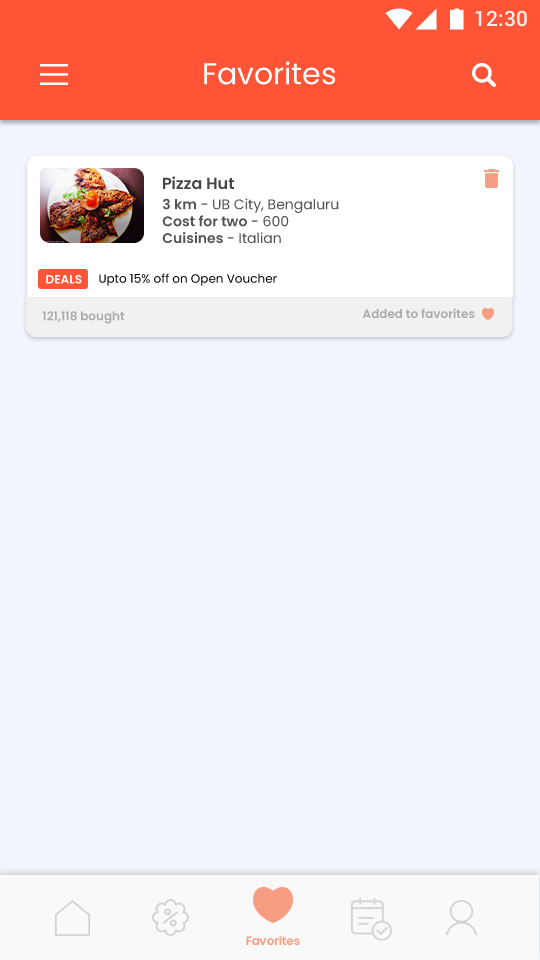 12:30
Favorites
Pizza Hut
3 km - UB City, Bengaluru
Cost for two - 600
Cuisines - Italian
DEALS Upto 15% off on Open Voucher
121,118 bought Added to favorites
Favorites